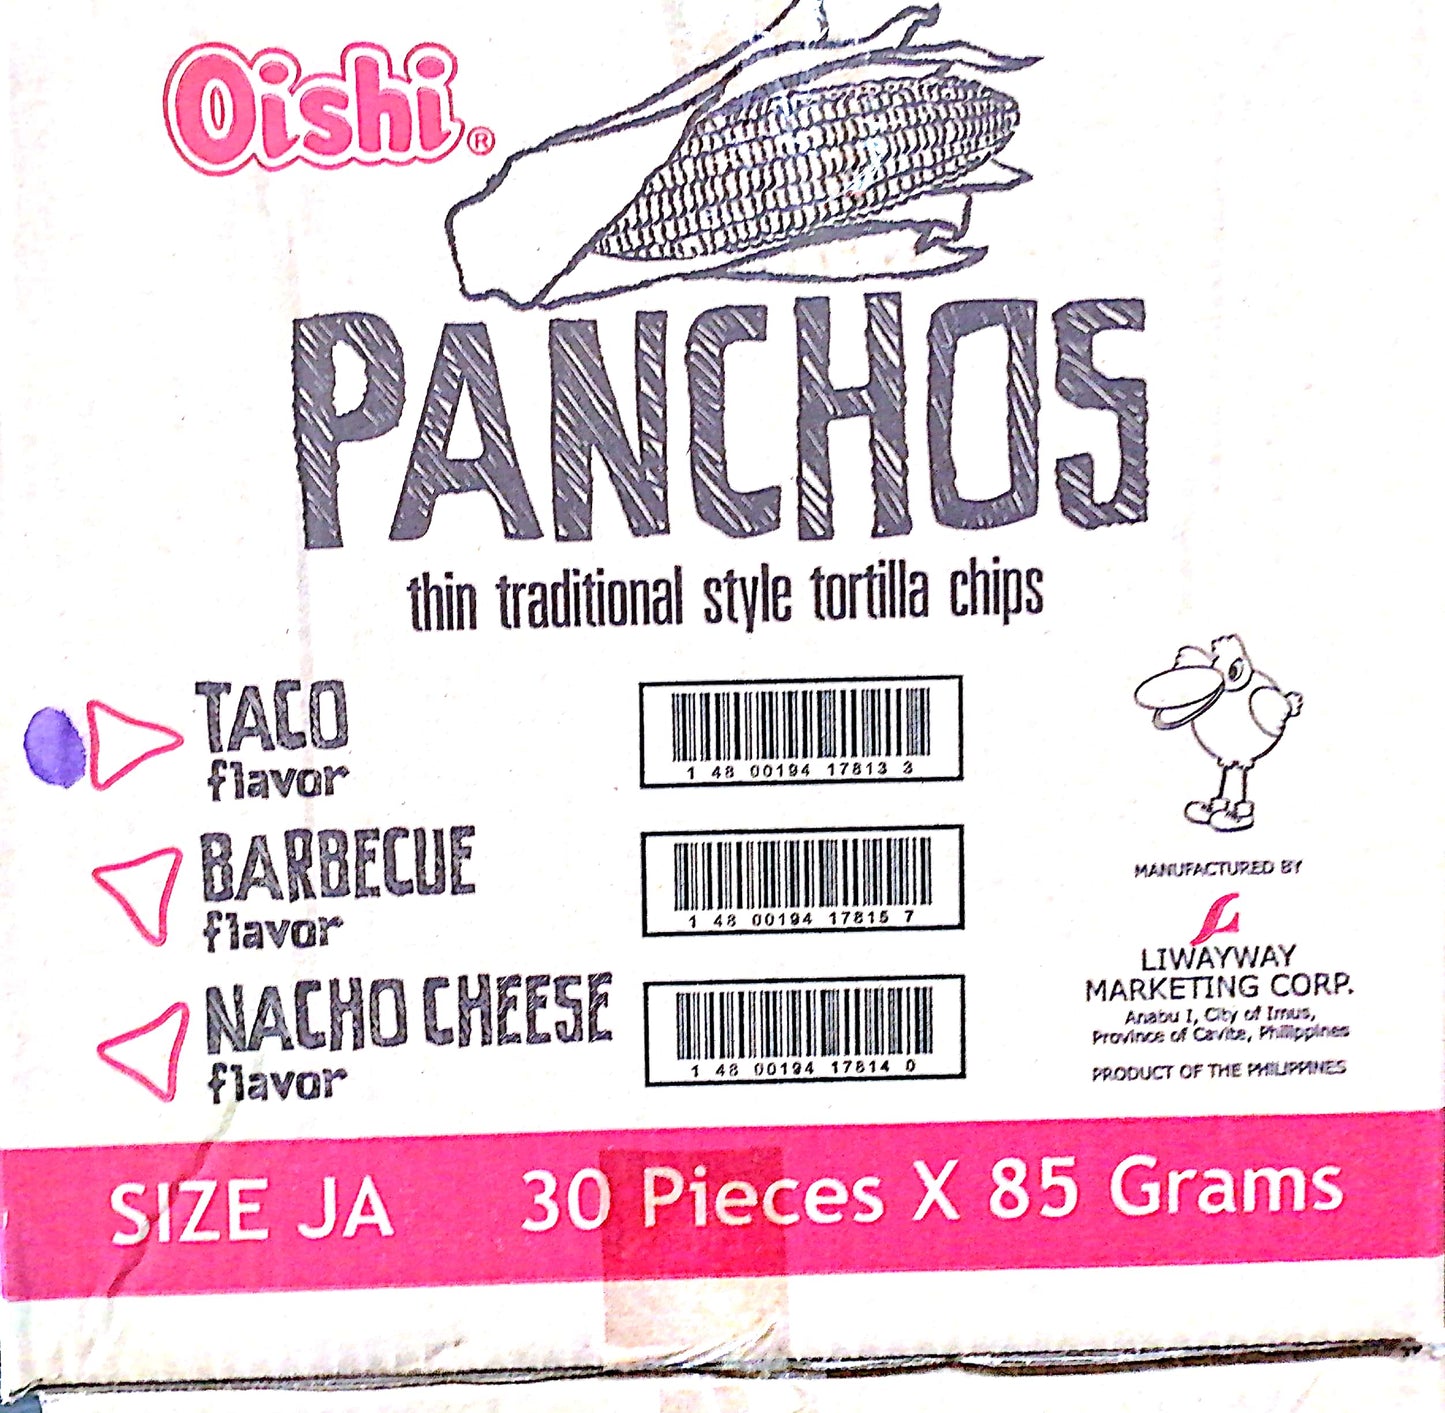 Oishi®
PANCHOS
thin traditional style tortilla chips
TACO
flavor
1 48 00194 17813 3
BARBECUE
flavor
1 48 00194 17815 7
NACHO CHEESE
flavor
1 48 00194 17814 0
MANUFACTURED BY
LIWAYWAY
MARKETING CORP.
Anabu I, City of Imus,
Province of Cavite, Philippines
PRODUCT OF THE PHILIPPINES
SIZE JA 30 Pieces X 85 Grams